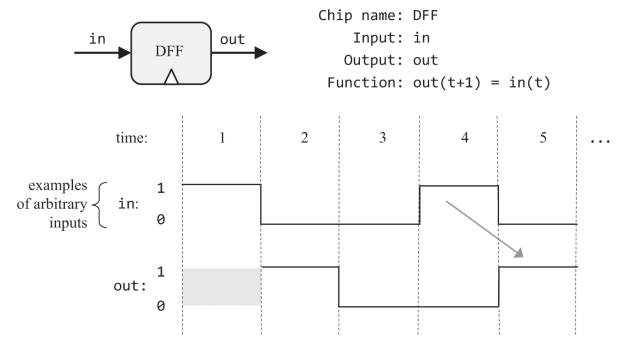 in DFF out
Chip name: DFF
Input: in
Output: out
Function: out(t+1) = in(t)
time: 1 2 3 4 5 ...
examples
of arbitrary
inputs
in:
1
0
out:
1
0